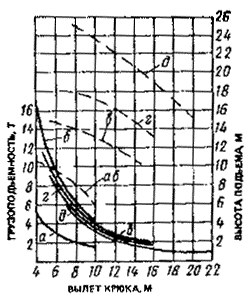 ГРУЗОПОДЪЕМНОСТЬ, Т
ВЫСОТА ПОДЪЕМА, М
26
24
22
20
18
16
14
12
10
8
6
4
2
16
14
12
10
8
6
4
2
д
г
в
б
а б
г
д
а
в
4 6 8 10 12 14 16 18 20 22
ВЫЛЕТ КРЮКА, М